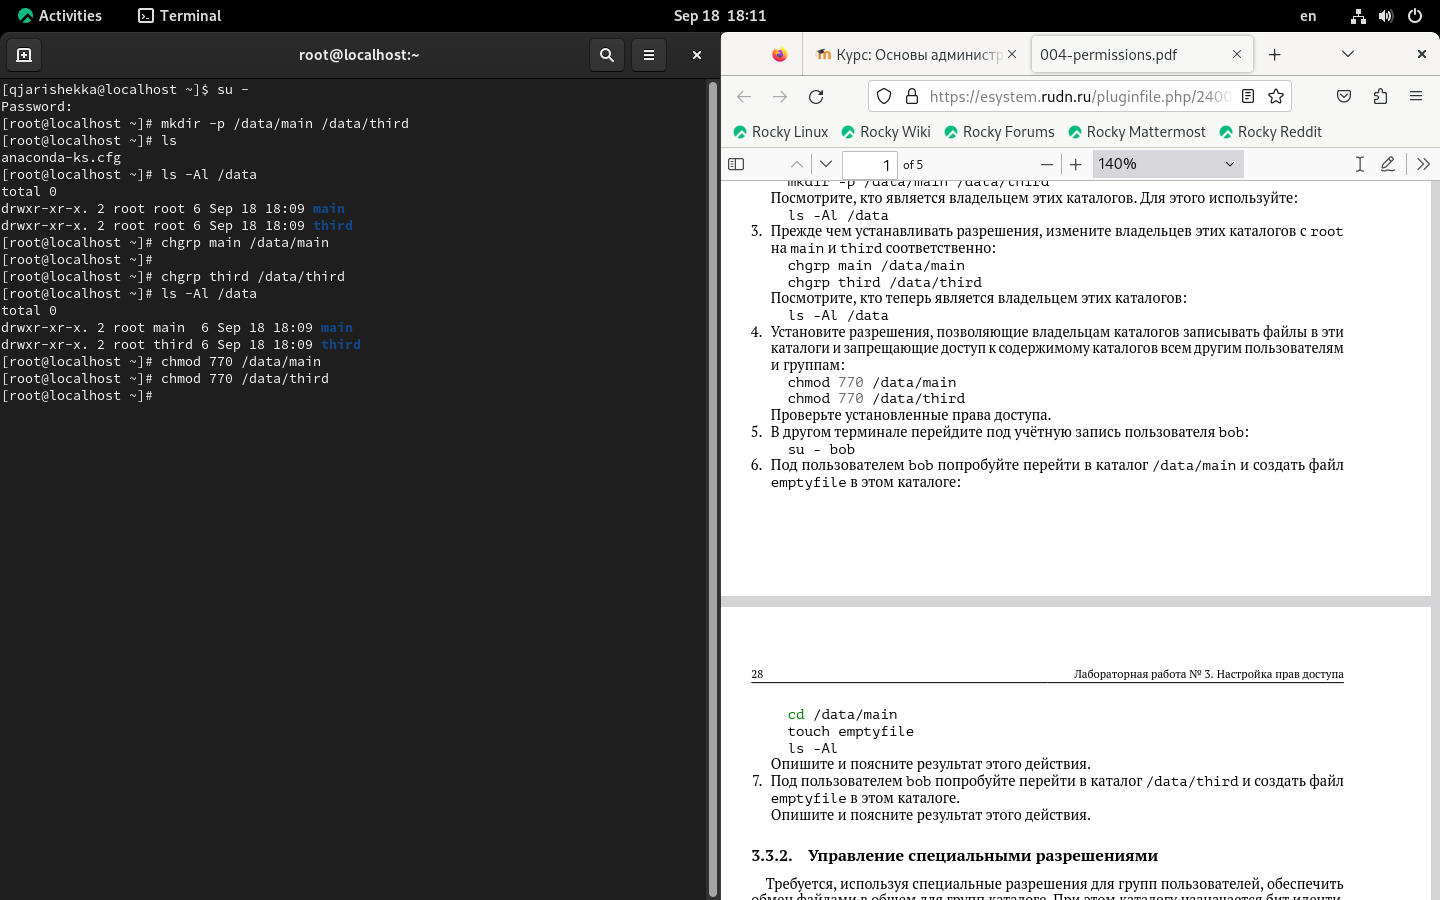 Activities
Terminal
Sep 18 18:11
en
root@localhost:~
[qjarishekka@localhost ~]$ su -
Password:
[root@localhost ~]# mkdir -p /data/main /data/third
[root@localhost ~]# ls
anaconda-ks.cfg
[root@localhost ~]# ls -Al /data
total 0
drwxr-xr-x. 2 root root 6 Sep 18 18:09 main
drwxr-xr-x. 2 root root 6 Sep 18 18:09 third
[root@localhost ~]# chgrp main /data/main
[root@localhost ~]#
[root@localhost ~]# chgrp third /data/third
[root@localhost ~]# ls -Al /data
total 0
drwxr-xr-x. 2 root main  6 Sep 18 18:09 main
drwxr-xr-x. 2 root third 6 Sep 18 18:09 third
[root@localhost ~]# chmod 770 /data/main
[root@localhost ~]# chmod 770 /data/third
[root@localhost ~]#
Курс: Основы администр
004-permissions.pdf
https://esystem.rudn.ru/pluginfile.php/2400
Rocky Linux Rocky Wiki Rocky Forums Rocky Mattermost Rocky Reddit
1 of 5
140%
mkdir -p /data/main /data/third
Посмотрите, кто является владельцем этих каталогов. Для этого используйте:
ls -Al /data
3. Прежде чем устанавливать разрешения, измените владельцев этих каталогов с root
на main и third соответственно:
chgrp main /data/main
chgrp third /data/third
Посмотрите, кто теперь является владельцем этих каталогов:
ls -Al /data
4. Установите разрешения, позволяющие владельцам каталогов записывать файлы в эти
каталоги и запрещающие доступ к содержимому каталогов всем другим пользователям
и группам:
chmod 770 /data/main
chmod 770 /data/third
Проверьте установленные права доступа.
5. В другом терминале перейдите под учётную запись пользователя bob:
su - bob
6. Под пользователем bob попробуйте перейти в каталог /data/main и создать файл
emptyfile в этом каталоге:
28 Лабораторная работа № 3. Настройка прав доступа
cd /data/main
touch emptyfile
ls -Al
Опишите и поясните результат этого действия.
7. Под пользователем bob попробуйте перейти в каталог /data/third и создать файл
emptyfile в этом каталоге.
Опишите и поясните результат этого действия.
3.3.2. Управление специальными разрешениями
Требуется, используя специальные разрешения для групп пользователей, обеспечить
обмен файлами в общем для групп каталоге. При этом каталогу назначается бит иденти-